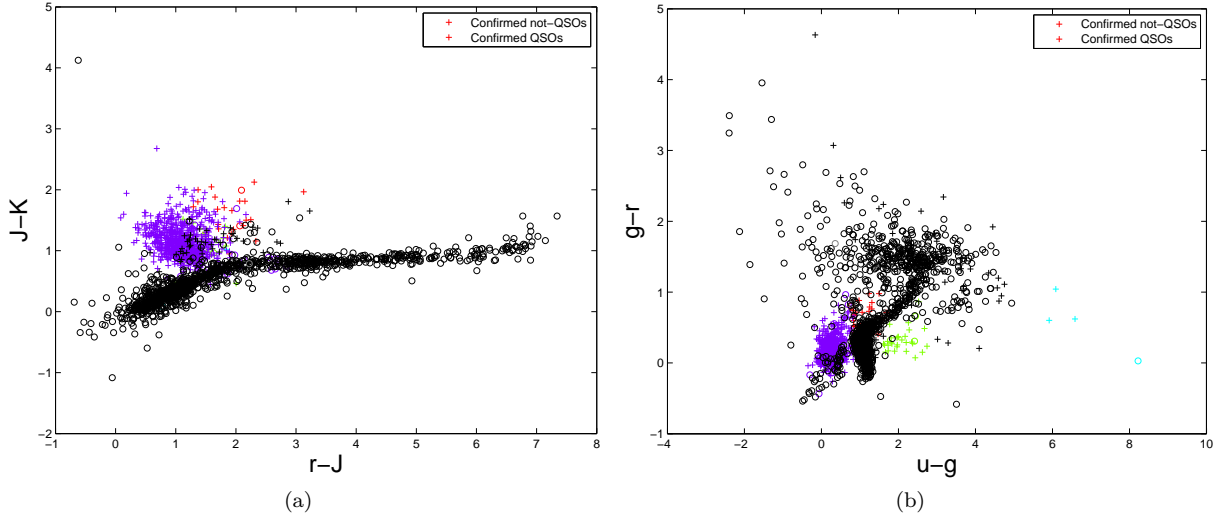 Confirmed not-QSOs
Confirmed QSOs
J−K
5
4
3
2
1
0
−1
−2
−1 0 1 2 3 4 5 6 7 8
r−J
(a)
Confirmed not-QSOs
Confirmed QSOs
g−r
5
4
3
2
1
0
−1
−4 −2 0 2 4 6 8 10
u−g
(b)